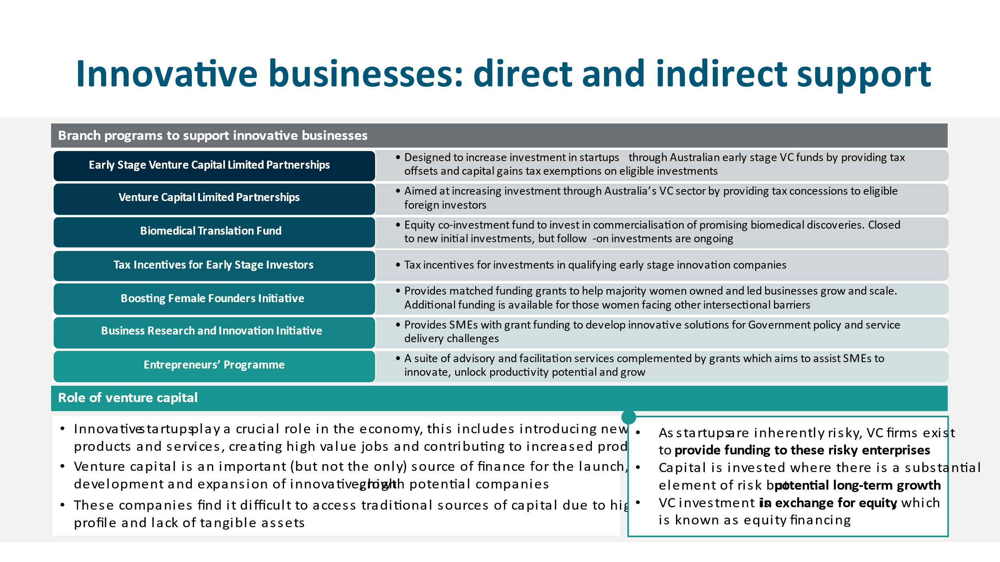 Innovative businesses: direct and indirect support
Branch programs to support innovative businesses
Early Stage Venture Capital Limited Partnerships
• Designed to increase investment in startups through Australian early stage VC funds by providing tax
offsets and capital gains tax exemptions on eligible investments
Venture Capital Limited Partnerships
• Aimed at increasing investment through Australia’s VC sector by providing tax concessions to eligible
foreign investors
Biomedical Translation Fund
• Equity co-investment fund to invest in commercialisation of promising biomedical discoveries. Closed
to new initial investments, but follow -on investments are ongoing
Tax Incentives for Early Stage Investors
• Tax incentives for investments in qualifying early stage innovation companies
Boosting Female Founders Initiative
• Provides matched funding grants to help majority women owned and led businesses grow and scale.
Additional funding is available for those women facing other intersectional barriers
Business Research and Innovation Initiative
• Provides SMEs with grant funding to develop innovative solutions for Government policy and service
delivery challenges
Entrepreneurs’ Programme
• A suite of advisory and facilitation services complemented by grants which aims to assist SMEs to
innovate, unlock productivity potential and grow
Role of venture capital
• Innovative startups play a crucial role in the economy, this includes introducing new
products and services, creating high value jobs and contributing to increased
• Venture capital is an important (but not the only) source of finance for the launch,
development and expansion of innovative, high-growth potential companies
• These companies find it difficult to access traditional sources of capital due to
profile and lack of tangible assets
• As startups are inherently risky, VC firms exist
to provide funding to these risky enterprises
• Capital is invested where there is a substantial
element of risk but potential long-term growth
• VC investment is in exchange for equity, which
is known as equity financing